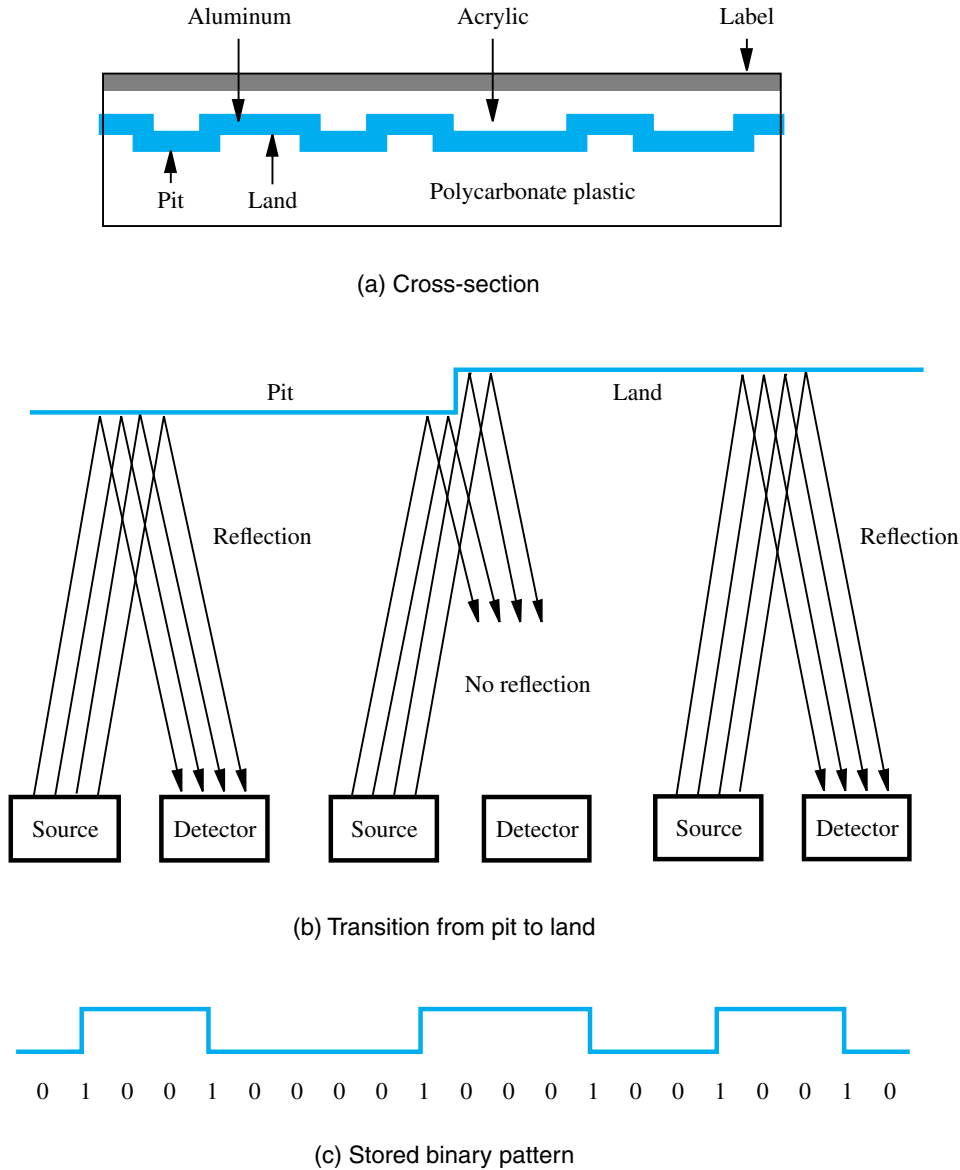 Aluminum Acrylic Label
Pit Land Polycarbonate plastic
(a) Cross-section
Pit Land
Reflection Reflection
No reflection
Source Detector Source Detector Source Detector
(b) Transition from pit to land
0 1 0 0 1 0 0 0 0 1 0 0 0 1 0 0 1 0 0 1 0
(c) Stored binary pattern